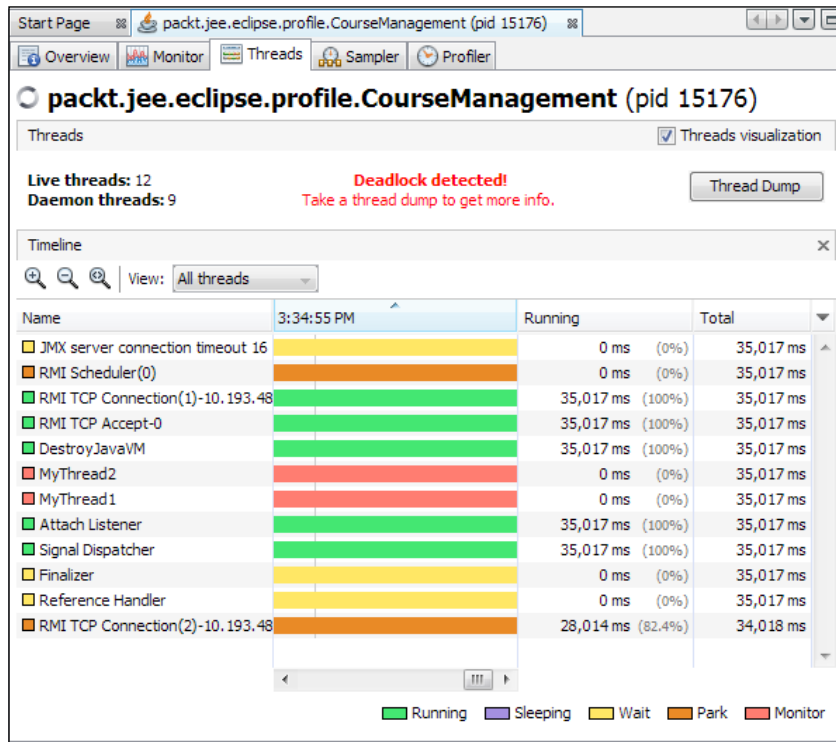 Start Page packt.jee.eclipse.profile.CourseManagement (pid 15176)
Overview Monitor Threads Sampler Profiler
packt.jee.eclipse.profile.CourseManagement (pid 15176)
Threads Threads visualization
Live threads: 12 Deadlock detected! Thread Dump
Daemon threads: 9 Take a thread dump to get more info.
Timeline
View: All threads
Name 3:34:55 PM Running Total
JMX server connection timeout 16 0 ms (0%) 35,017 ms
RMI Scheduler(0) 0 ms (0%) 35,017 ms
RMI TCP Connection(1)-10.193.48 35,017 ms (100%) 35,017 ms
RMI TCP Accept-0 35,017 ms (100%) 35,017 ms
DestroyJavaVM 35,017 ms (100%) 35,017 ms
MyThread2 0 ms (0%) 35,017 ms
MyThread1 0 ms (0%) 35,017 ms
Attach Listener 35,017 ms (100%) 35,017 ms
Signal Dispatcher 35,017 ms (100%) 35,017 ms
Finalizer 0 ms (0%) 35,017 ms
Reference Handler 0 ms (0%) 35,017 ms
RMI TCP Connection(2)-10.193.48 28,014 ms (82.4%) 34,018 ms
Running Sleeping Wait Park Monitor